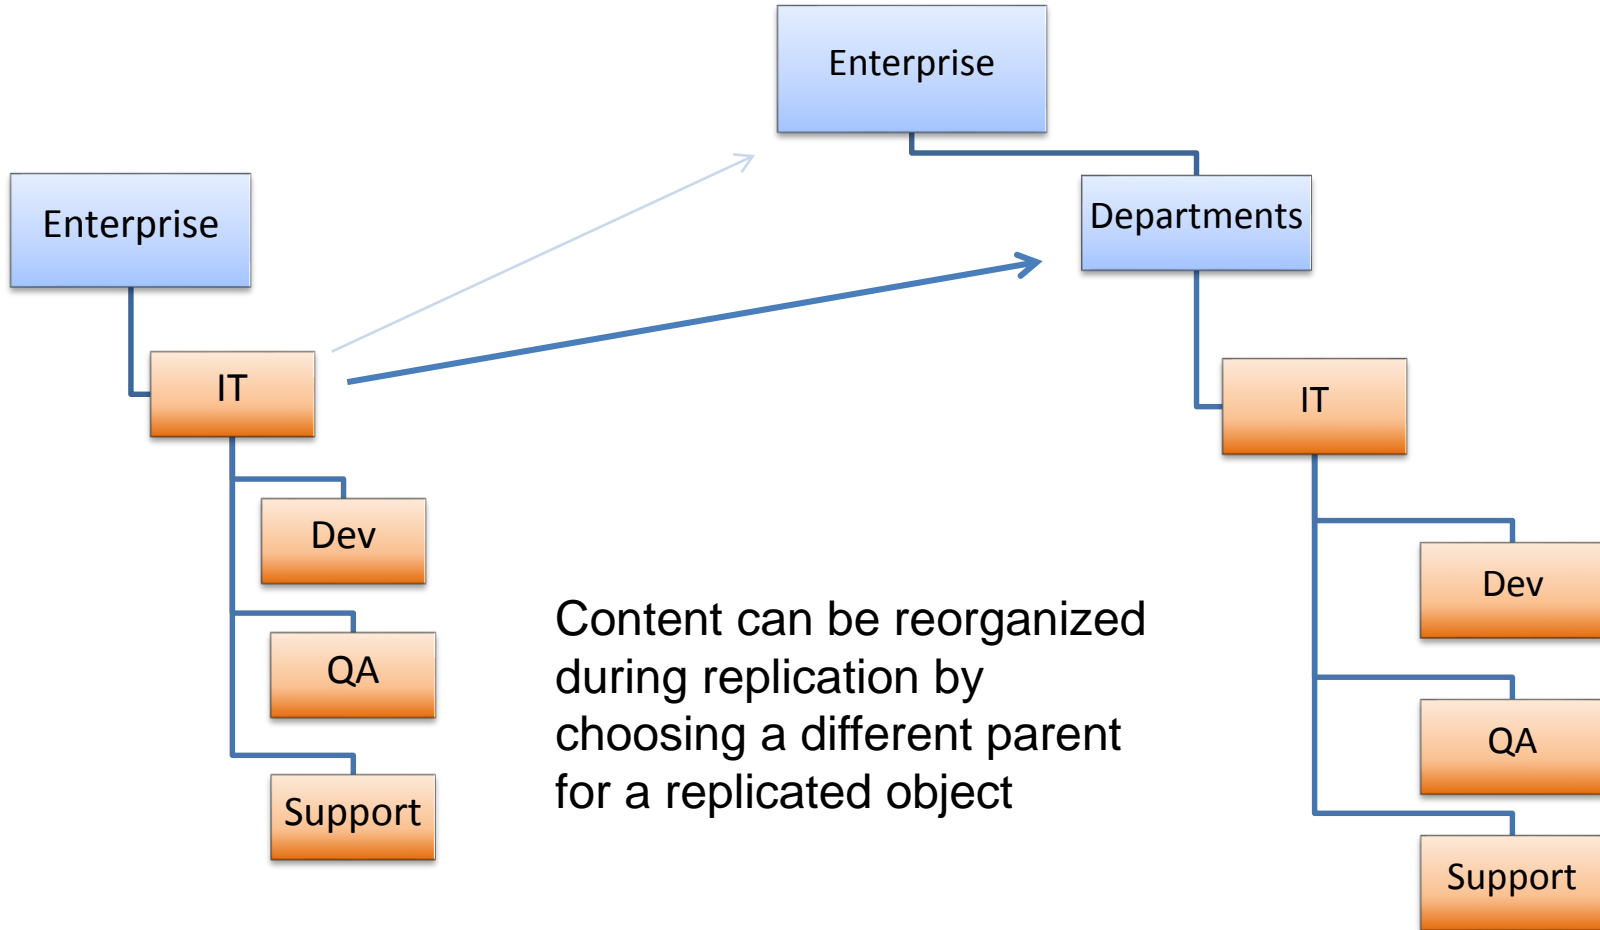 Enterprise
IT
Dev
QA
Support
Content can be reorganized
during replication by
choosing a different parent
for a replicated object
Enterprise
Departments
IT
Dev
QA
Support